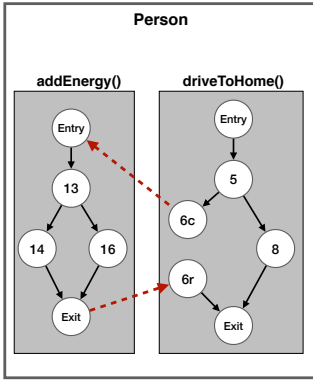 Person
addEnergy()
driveToHome()
Entry
13
14
16
Exit
Entry
5
6c
8
6r
Exit